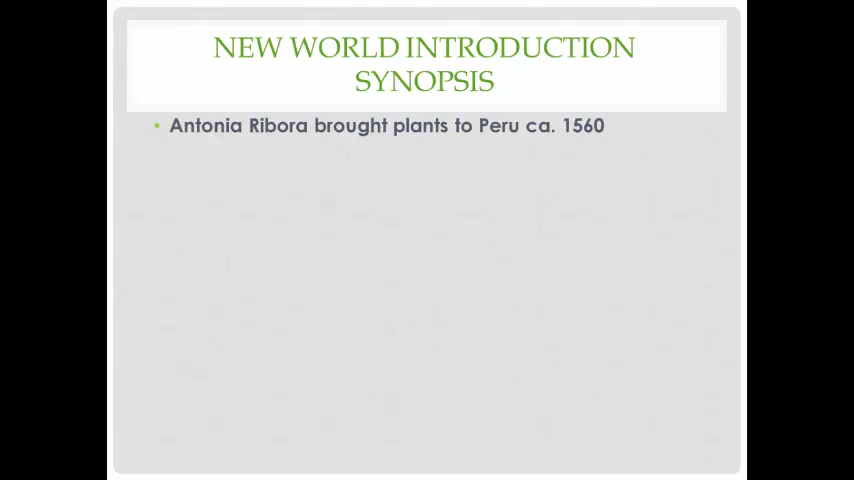 NEW WORLD INTRODUCTION
SYNOPSIS
• Antonia Ribora brought plants to Peru ca. 1560